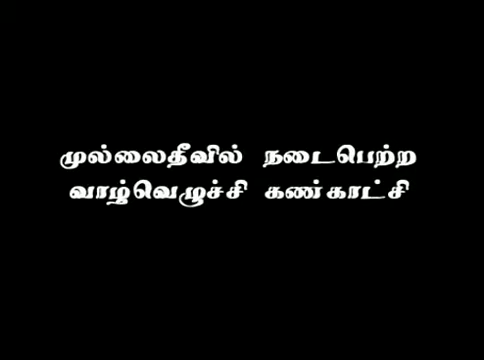 முல்லைதீவில் நடைபெற்ற
வாழ்வெழுச்சி கண்காட்சி